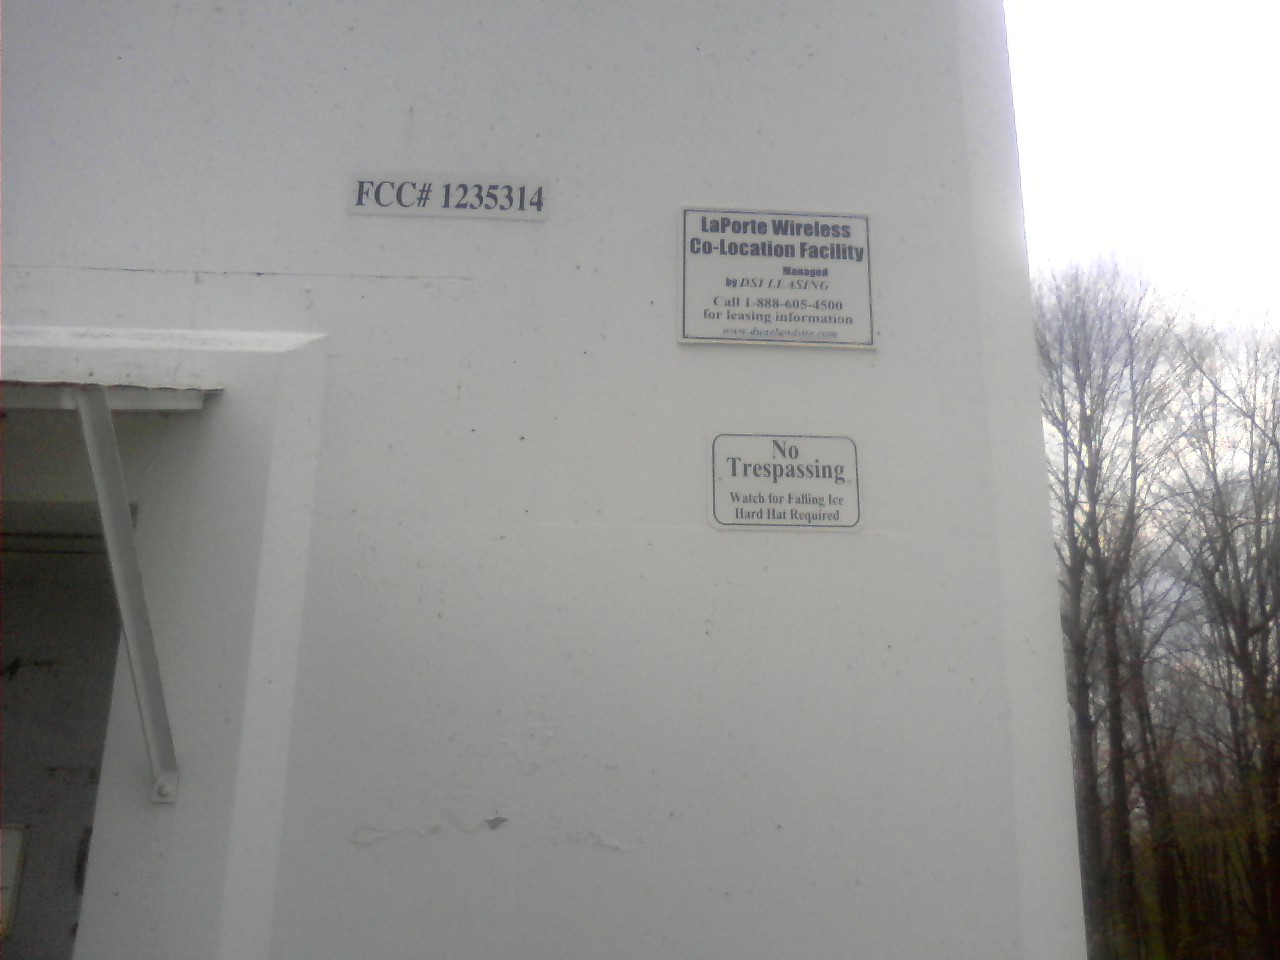 FCC# 1235314
LaPorte Wireless
Co-Location Facility
Managed
by DSI LEASING
Call 1-888-605-4500
for leasing information
No
Trespassing
Watch for Falling Ice
Hard Hat Required